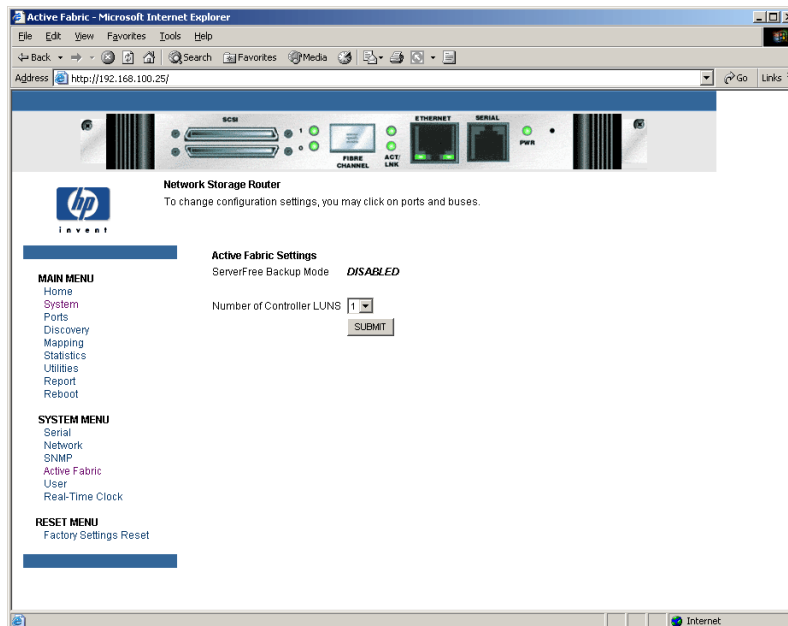 Active Fabric - Microsoft Internet Explorer
File Edit View Favorites Tools Help
Back Search Favorites Media
Address http://192.168.100.25/ Go Links
SCSI
1
0
FIBRE
CHANNEL
ACT/
LNK
ETHERNET
SERIAL
PWR
hp
invent
Network Storage Router
To change configuration settings, you may click on ports and buses.
Active Fabric Settings
ServerFree Backup Mode DISABLED
Number of Controller LUNS 1
SUBMIT
MAIN MENU
Home
System
Ports
Discovery
Mapping
Statistics
Utilities
Report
Reboot
SYSTEM MENU
Serial
Network
SNMP
Active Fabric
User
Real-Time Clock
RESET MENU
Factory Settings Reset
Internet